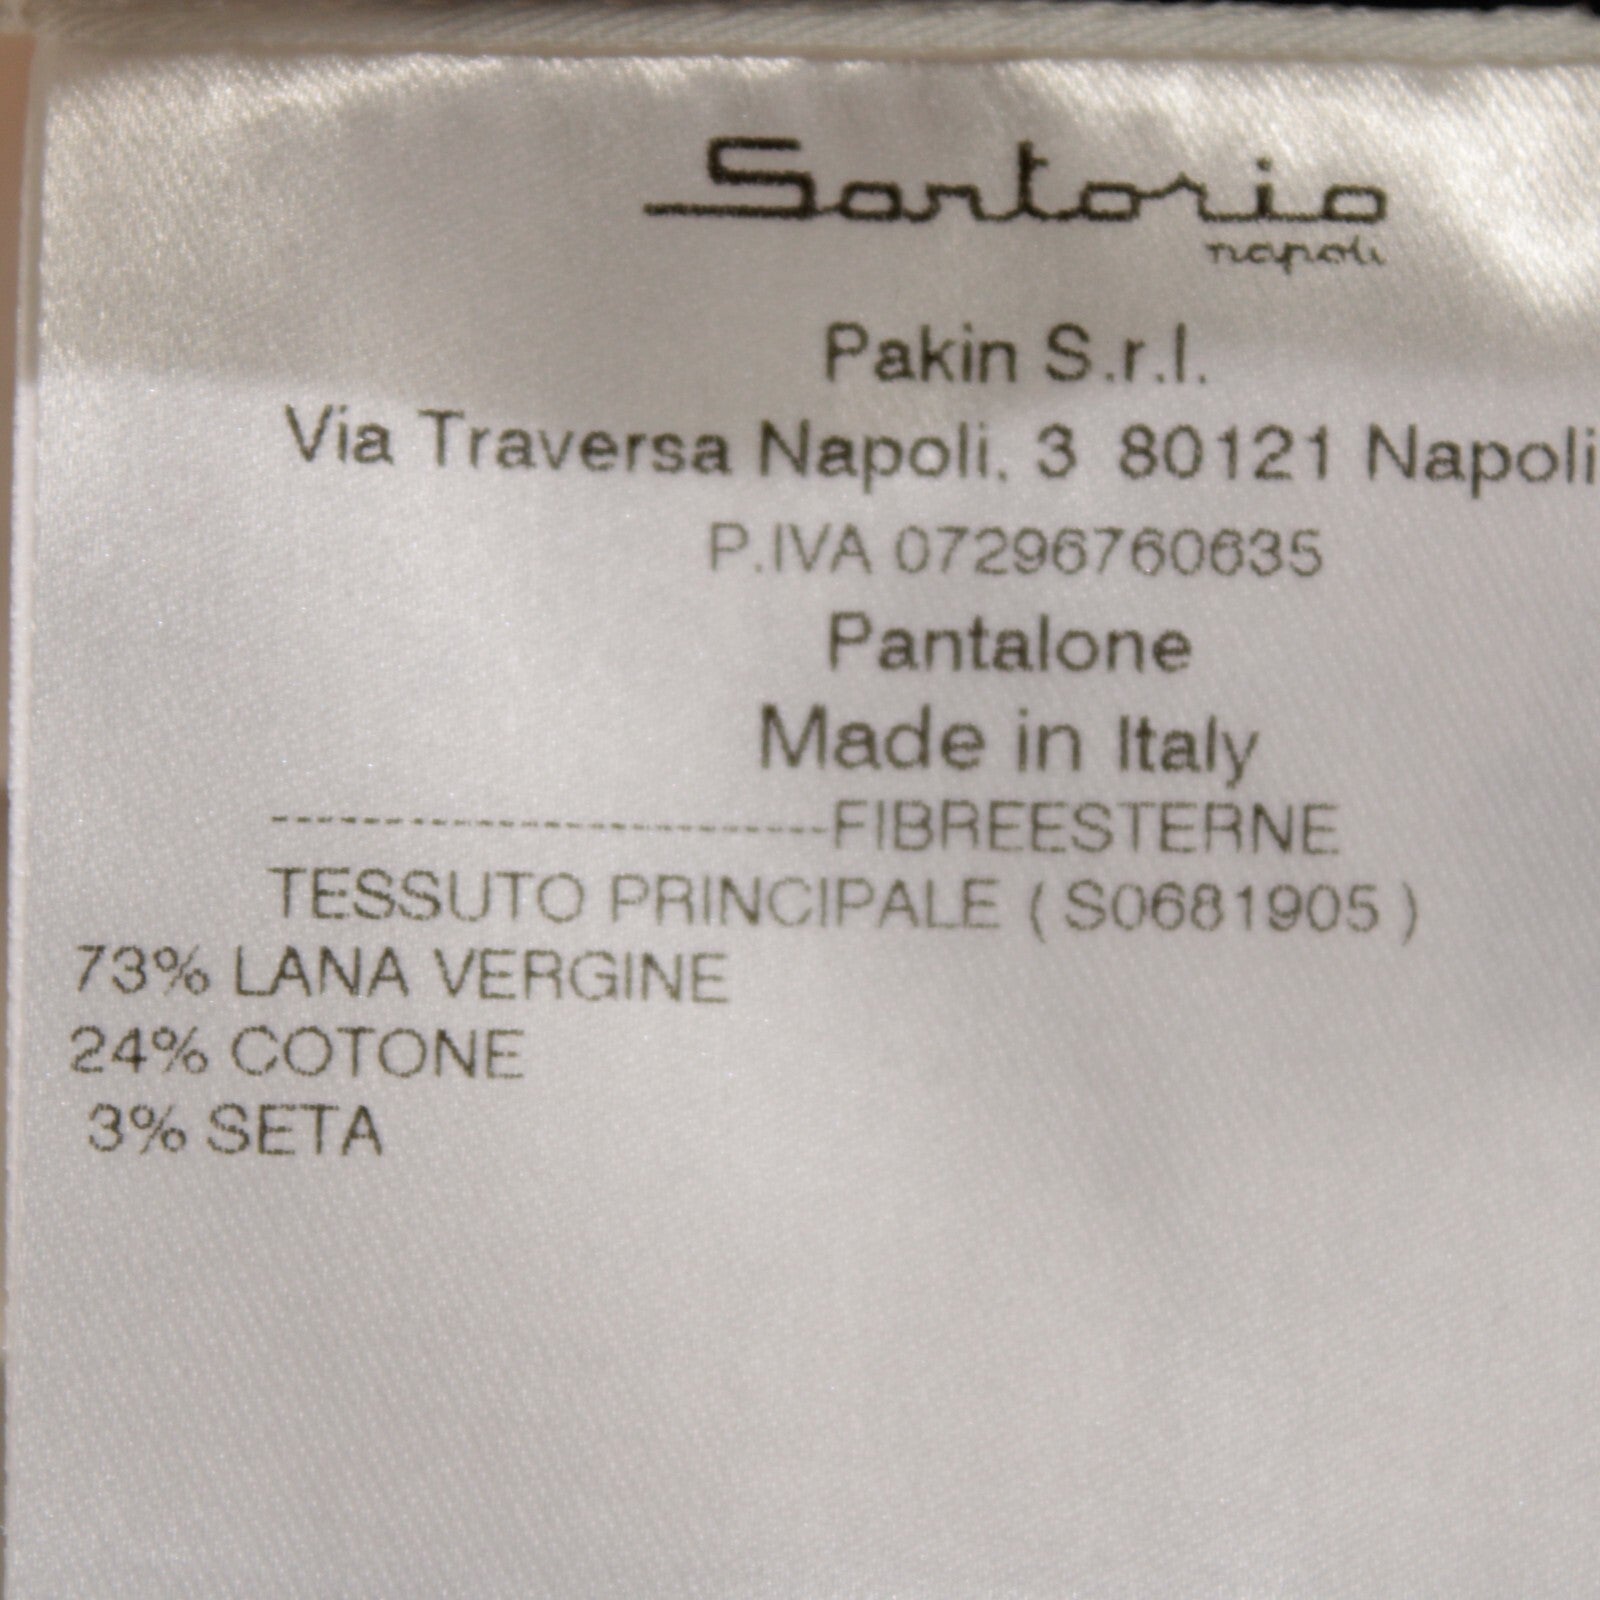 Sartorio
napoli
Pakin S.r.l.
Via Traversa Napoli, 3 80121 Napoli
P.IVA 07296760635
Pantalone
Made in Italy
------------------------FIBREESTERNE
TESSUTO PRINCIPALE ( S0681905 )
73% LANA VERGINE
24% COTONE
3% SETA